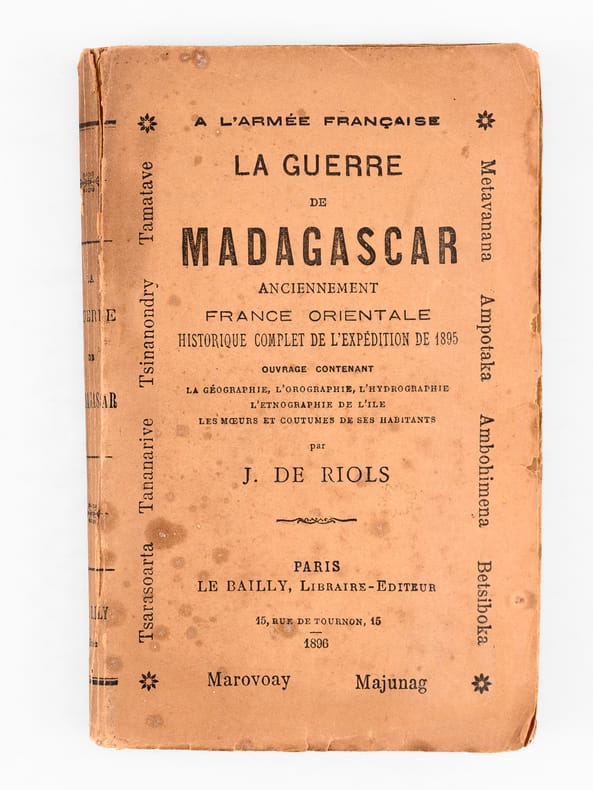 A L'ARMÉE FRANÇAISE
LA GUERRE
DE
MADAGASCAR
ANCIENNEMENT
FRANCE ORIENTALE
HISTORIQUE COMPLET DE L'EXPÉDITION DE 1895
OUVRAGE CONTENANT
LA GÉOGRAPHIE, L'OROGRAPHIE, L'HYDROGRAPHIE
L'ETNOGRAPHIE DE L'ILE
LES MŒURS ET COUTUMES DE SES HABITANTS
par
J. DE RIOLS
PARIS
LE BAILLY, LIBRAIRE-EDITEUR
15, RUE DE TOURNON, 15
1896
Marovoay Majunag
Tsarasoarta Tananarive Tsinanondry Tamatave
Metavanana Ampotaka Ambohimena Betsiboka